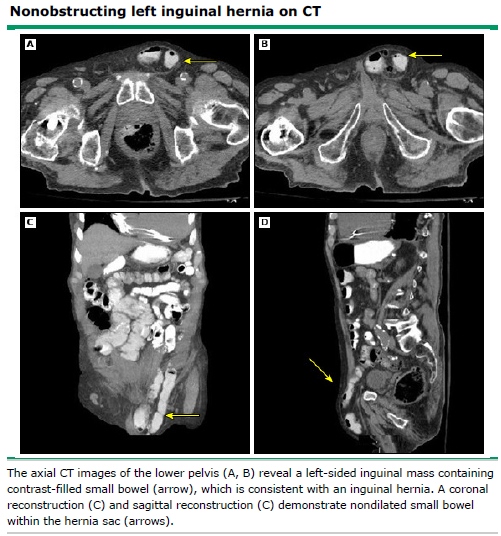 Nonobstructing left inguinal hernia on CT
A
B
C
D
The axial CT images of the lower pelvis (A, B) reveal a left-sided inguinal mass containing
contrast-filled small bowel (arrow), which is consistent with an inguinal hernia. A coronal
reconstruction (C) and sagittal reconstruction (C) demonstrate nondilated small bowel
within the hernia sac (arrows).